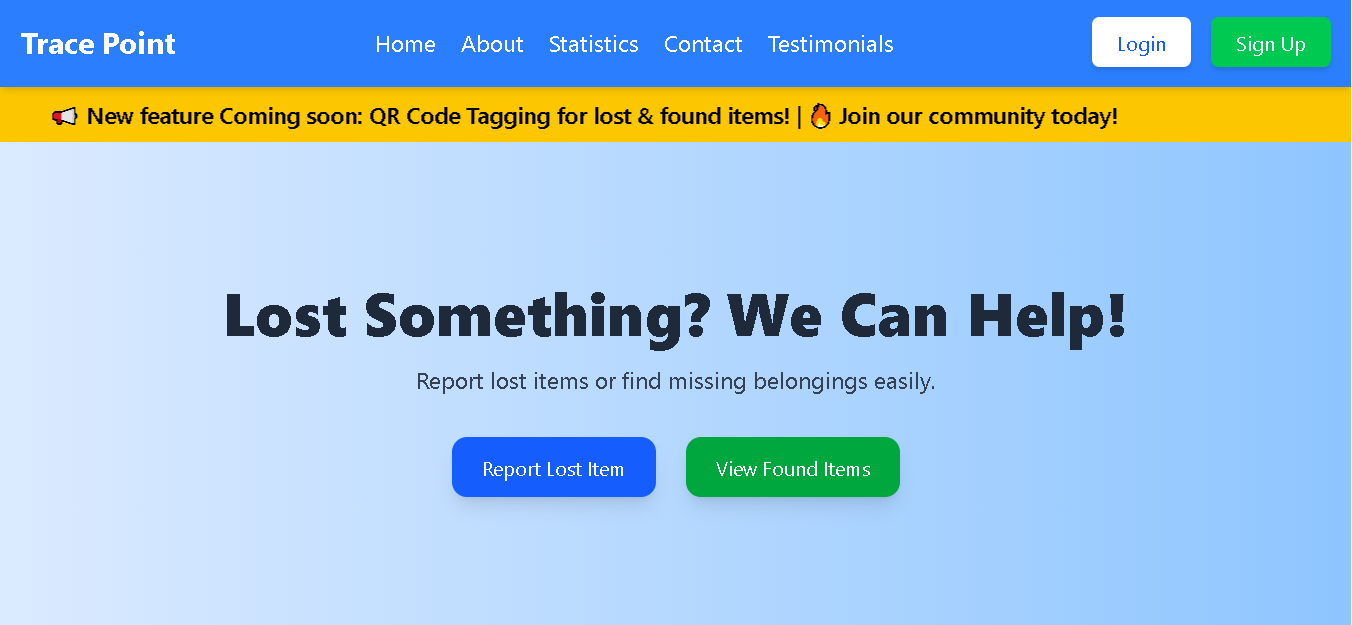 Trace Point Home About Statistics Contact Testimonials Login Sign Up
📢 New feature Coming soon: QR Code Tagging for lost & found items! | 🔥 Join our community today!
Lost Something? We Can Help!
Report lost items or find missing belongings easily.
Report Lost Item View Found Items